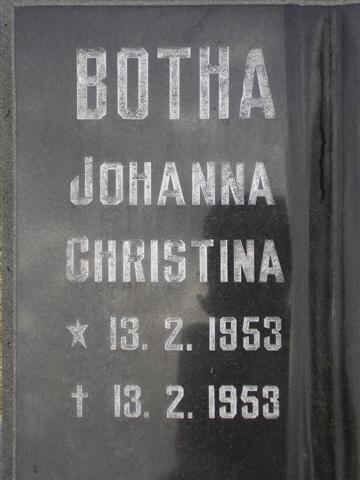 BOTHA
JOHANNA
CHRISTINA
* 13. 2. 1953
† 13. 2. 1953